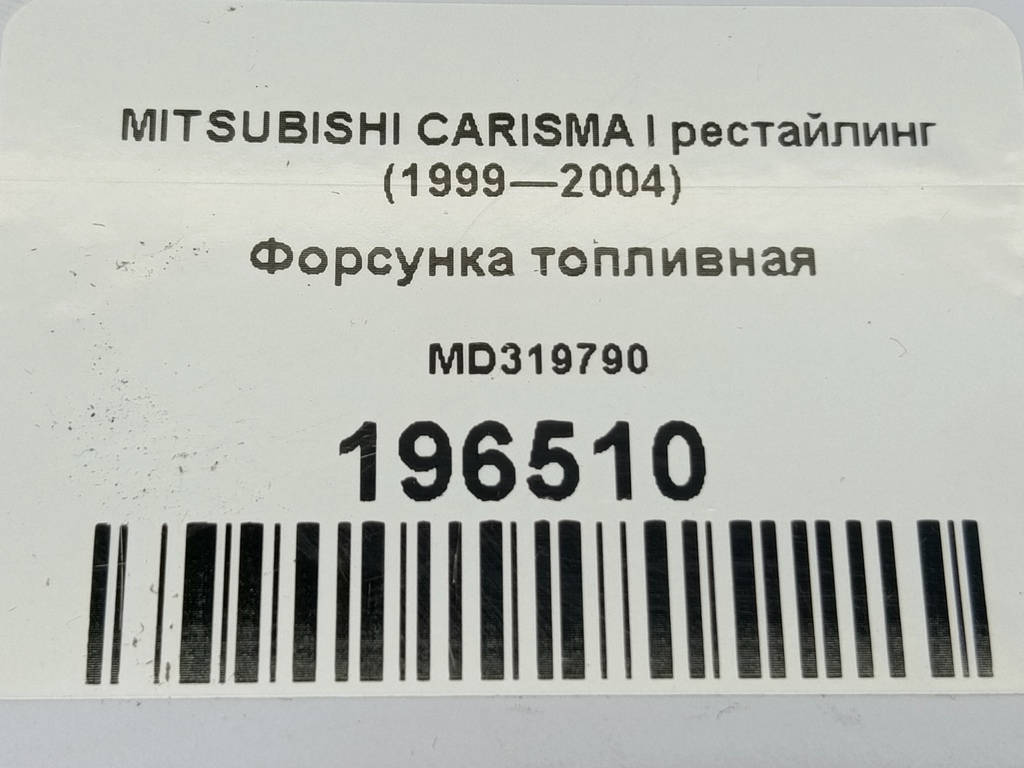 MITSUBISHI CARISMA I рестайлинг
(1999—2004)
Форсунка топливная
MD319790
196510